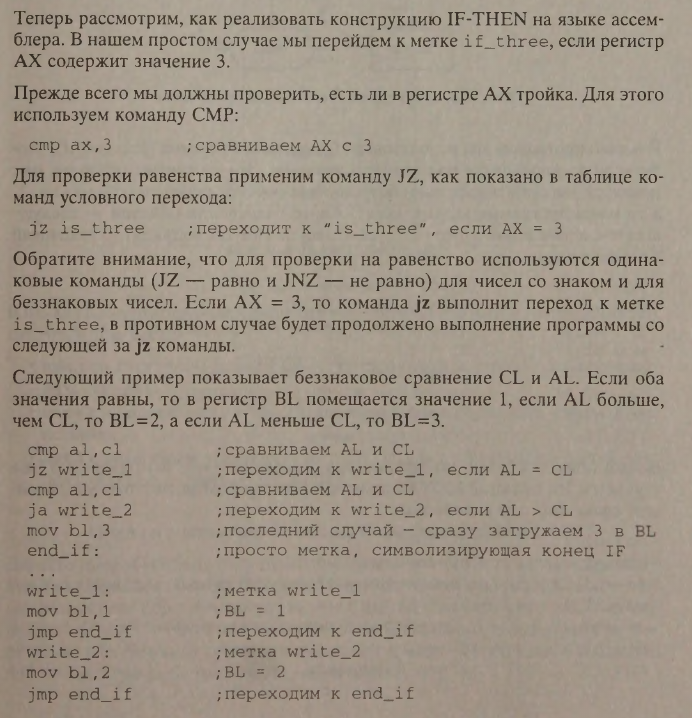 Теперь рассмотрим, как реализовать конструкцию IF-THEN на языке ассем-
блера. В нашем простом случае мы перейдем к метке if_three, если регистр
AX содержит значение 3.
Прежде всего мы должны проверить, есть ли в регистре AX тройка. Для этого
используем команду CMP:
cmp ax,3 ;сравниваем AX с 3
Для проверки равенства применим команду JZ, как показано в таблице ко-
манд условного перехода:
jz is_three ;переходит к "is_three", если AX = 3
Обратите внимание, что для проверки на равенство используются одина-
ковые команды (JZ — равно и JNZ — не равно) для чисел со знаком и для
беззнаковых чисел. Если AX = 3, то команда jz выполнит переход к метке
is_three, в противном случае будет продолжено выполнение программы со
следующей за jz команды.
Следующий пример показывает беззнаковое сравнение CL и AL. Если оба
значения равны, то в регистр BL помещается значение 1, если AL больше,
чем CL, то BL=2, а если AL меньше CL, то BL=3.
cmp al,cl ;сравниваем AL и CL
jz write_1 ;переходим к write_1, если AL = CL
cmp al,cl ;сравниваем AL и CL
ja write_2 ;переходим к write_2, если AL > CL
mov bl,3 ;последний случай — сразу загружаем 3 в BL
end_if: ;просто метка, символизирующая конец IF
...
write_1: ;метка write_1
mov bl,1 ;BL = 1
jmp end_if ;переходим к end_if
write_2: ;метка write_2
mov bl,2 ;BL = 2
jmp end_if ;переходим к end_if